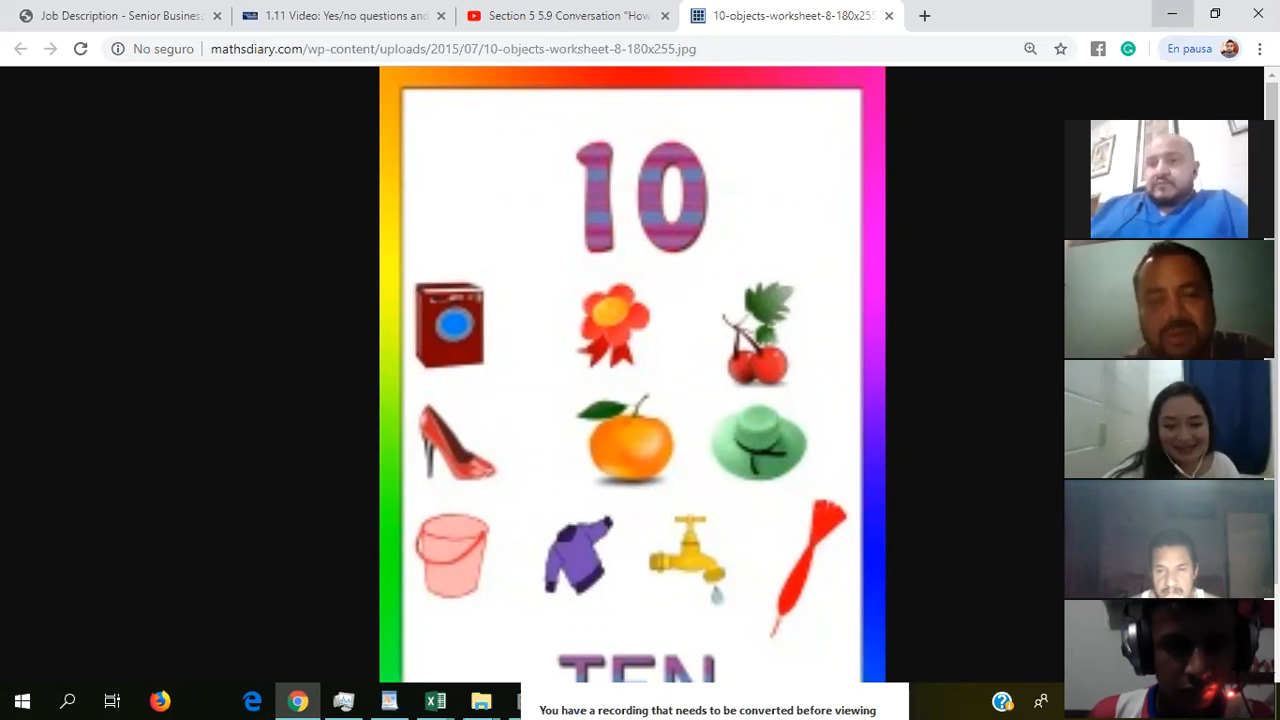 Job Description - Senior Busines
1.11 Video: Yes/no questions and
Section 5 5.9 Conversation "How
10-objects-worksheet-8-180x255.
No seguro
mathsdiary.com/wp-content/uploads/2015/07/10-objects-worksheet-8-180x255.jpg
En pausa
10
TEN
You have a recording that needs to be converted before viewing